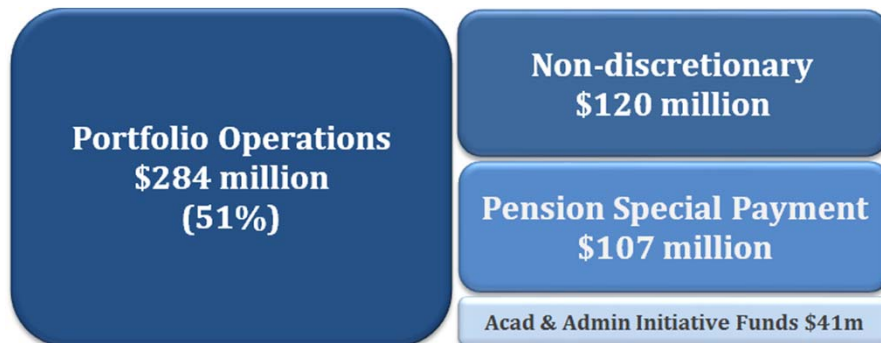 Portfolio Operations
$284 million
(51%)
Non-discretionary
$120 million
Pension Special Payment
$107 million
Acad & Admin Initiative Funds $41m